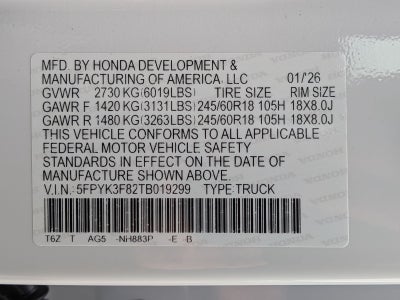 MFD. BY HONDA DEVELOPMENT &
MANUFACTURING OF AMERICA, LLC 01/'26
GVWR 2730 KG (6019LBS) TIRE SIZE RIM SIZE
GAWR F 1420 KG (3131LBS) 245/60R18 105H 18X8.0J
GAWR R 1480 KG (3263LBS) 245/60R18 105H 18X8.0J
THIS VEHICLE CONFORMS TO ALL APPLICABLE
FEDERAL MOTOR VEHICLE SAFETY
STANDARDS IN EFFECT ON THE DATE OF
MANUFACTURE SHOWN ABOVE.
V.I.N.: 5FPYK3F82TB019299 TYPE: TRUCK
T6Z T AG5 -NH883P -E B